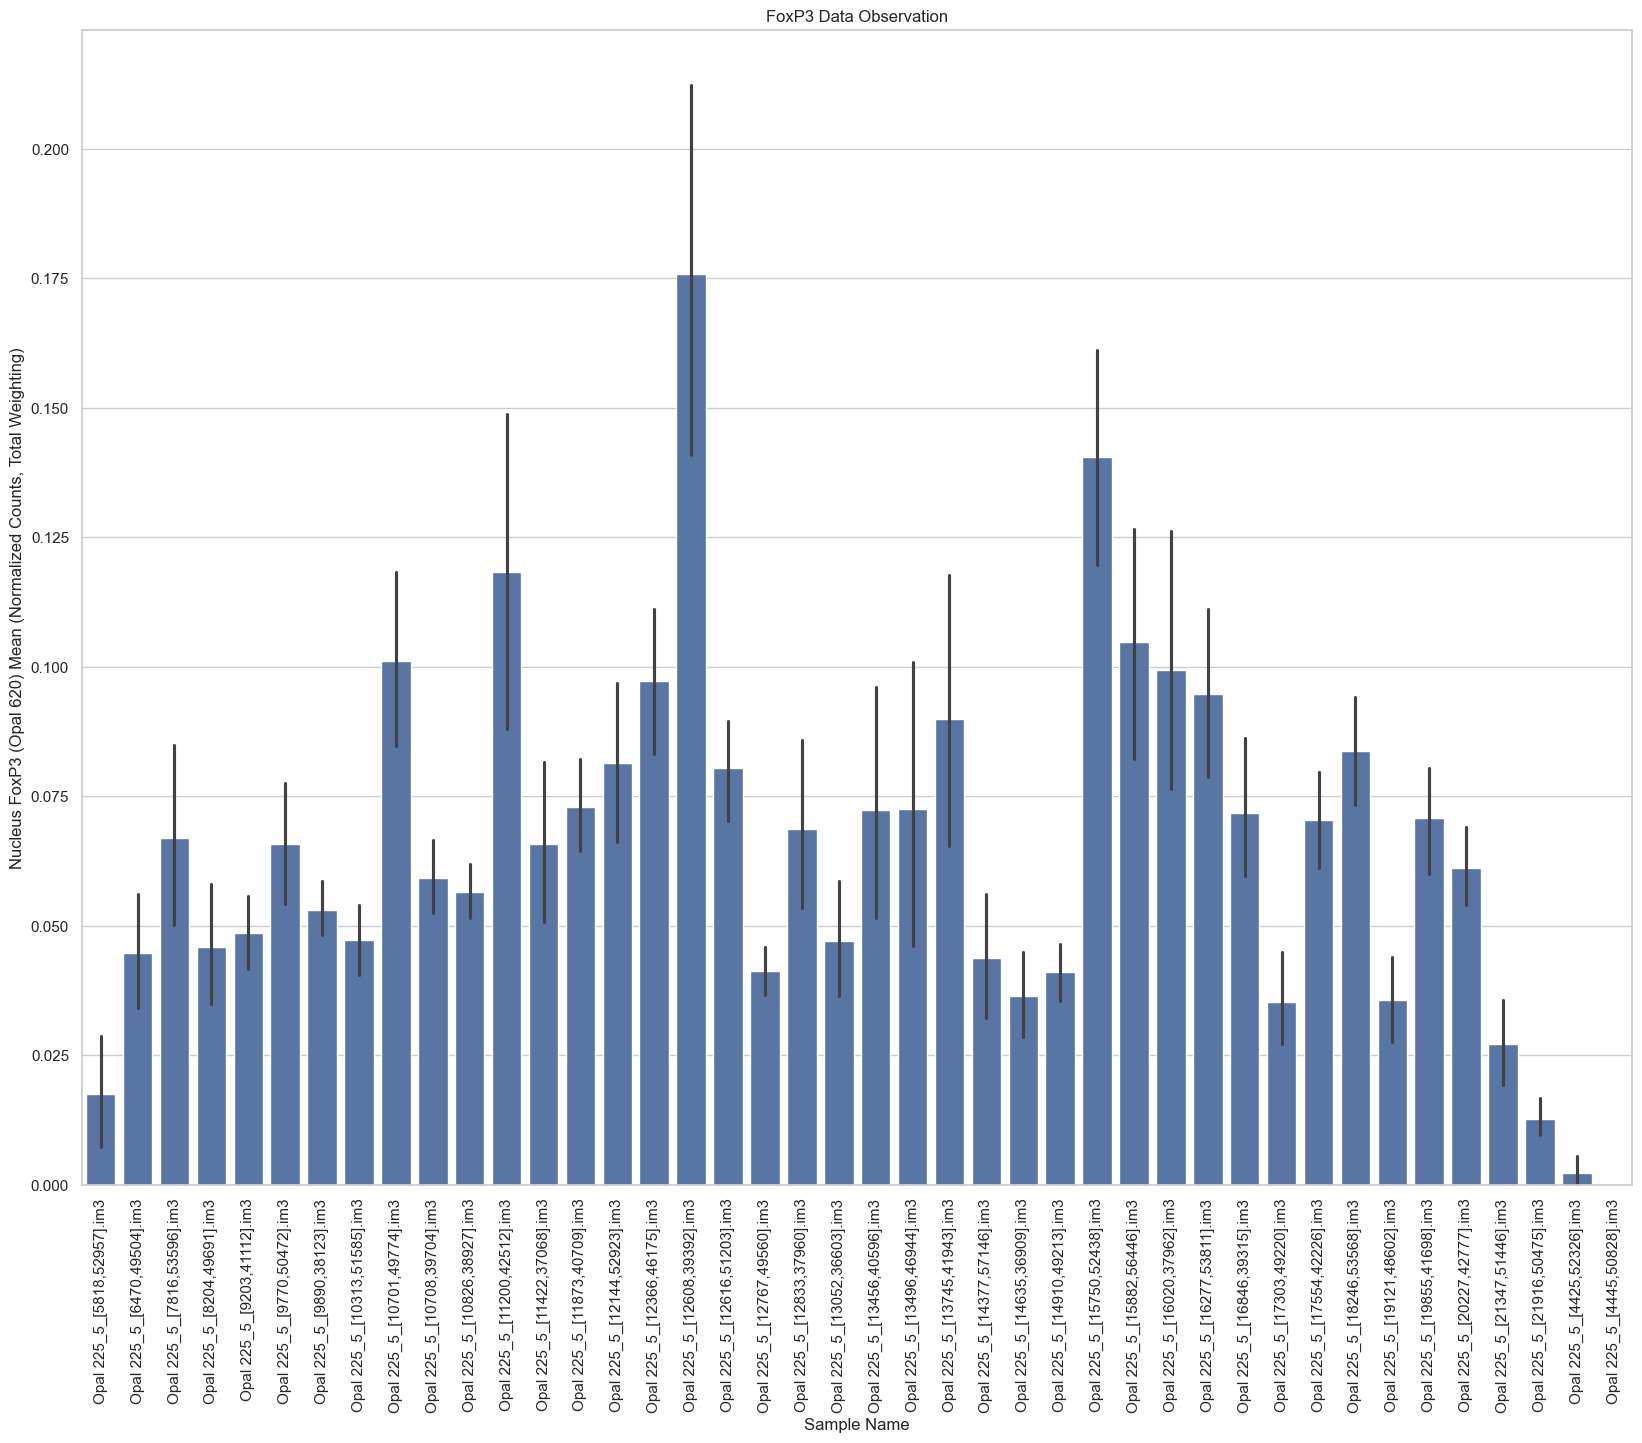 FoxP3 Data Observation
Nucleus FoxP3 (Opal 620) Mean (Normalized Counts, Total Weighting)
0.200
0.175
0.150
0.125
0.100
0.075
0.050
0.025
0.000
Opal 225_5_[5818,52957].im3
Opal 225_5_[6470,49504].im3
Opal 225_5_[7816,53596].im3
Opal 225_5_[8204,49691].im3
Opal 225_5_[9203,41112].im3
Opal 225_5_[9770,50472].im3
Opal 225_5_[9890,38123].im3
Opal 225_5_[10313,51585].im3
Opal 225_5_[10701,49774].im3
Opal 225_5_[10708,39704].im3
Opal 225_5_[10826,38927].im3
Opal 225_5_[11200,42512].im3
Opal 225_5_[11422,37068].im3
Opal 225_5_[11873,40709].im3
Opal 225_5_[12144,52923].im3
Opal 225_5_[12366,46175].im3
Opal 225_5_[12608,39392].im3
Opal 225_5_[12616,51203].im3
Opal 225_5_[12767,49560].im3
Opal 225_5_[12833,37960].im3
Opal 225_5_[13052,36603].im3
Opal 225_5_[13456,40596].im3
Opal 225_5_[13496,46944].im3
Opal 225_5_[13745,41943].im3
Opal 225_5_[14377,57146].im3
Opal 225_5_[14635,36909].im3
Opal 225_5_[14910,49213].im3
Opal 225_5_[15750,52438].im3
Opal 225_5_[15882,56446].im3
Opal 225_5_[16020,37962].im3
Opal 225_5_[16277,53811].im3
Opal 225_5_[16846,39315].im3
Opal 225_5_[17303,49220].im3
Opal 225_5_[17554,42226].im3
Opal 225_5_[18246,53568].im3
Opal 225_5_[19121,48602].im3
Opal 225_5_[19855,41698].im3
Opal 225_5_[20227,42777].im3
Opal 225_5_[21347,51446].im3
Opal 225_5_[21916,50475].im3
Opal 225_5_[4425,52326].im3
Opal 225_5_[4445,50828].im3
Sample Name